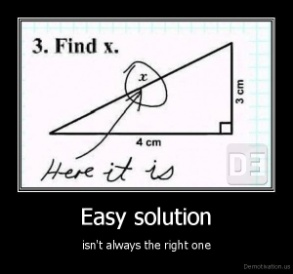 3. Find x.
x
3 cm
4 cm
Here it is
DE
Easy solution
isn't always the right one
Demotivation.us